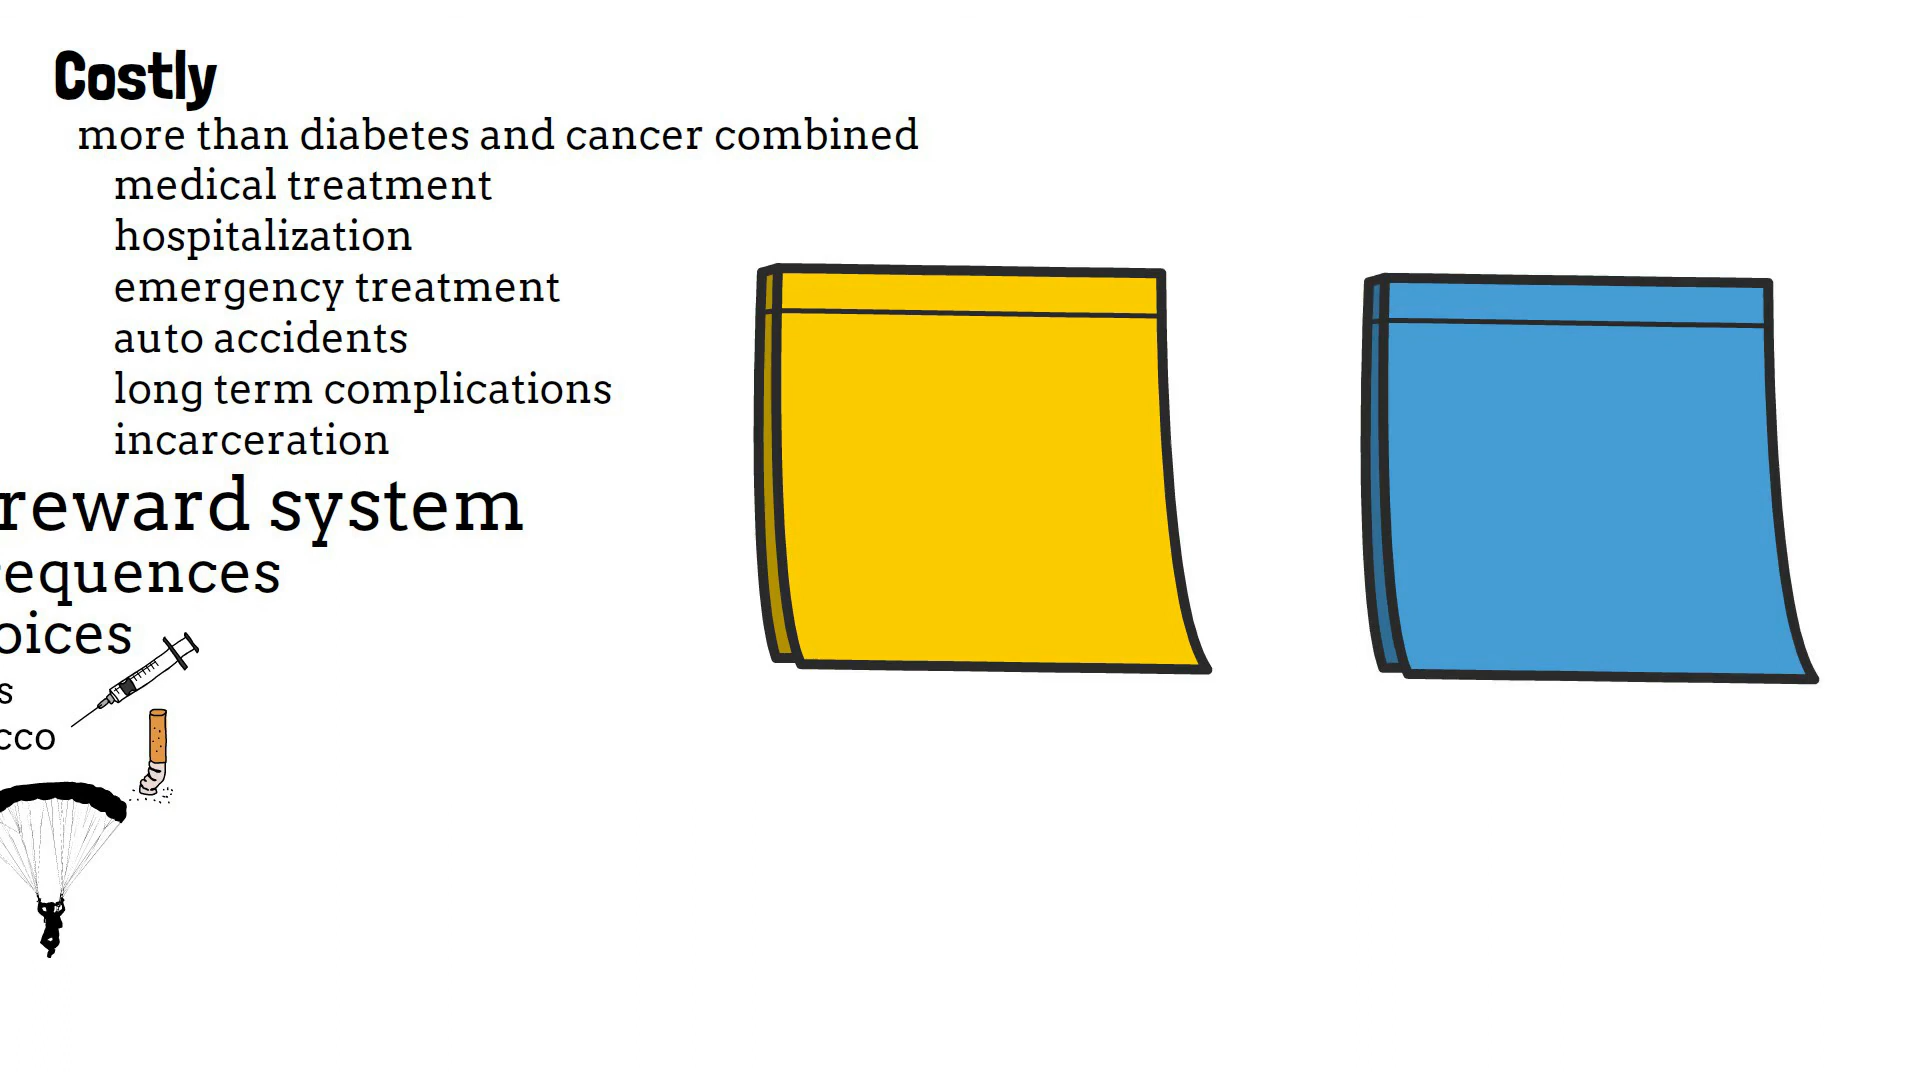 Costly
more than diabetes and cancer combined
medical treatment
hospitalization
emergency treatment
auto accidents
long term complications
incarceration
reward system
equences
oices
s
cco